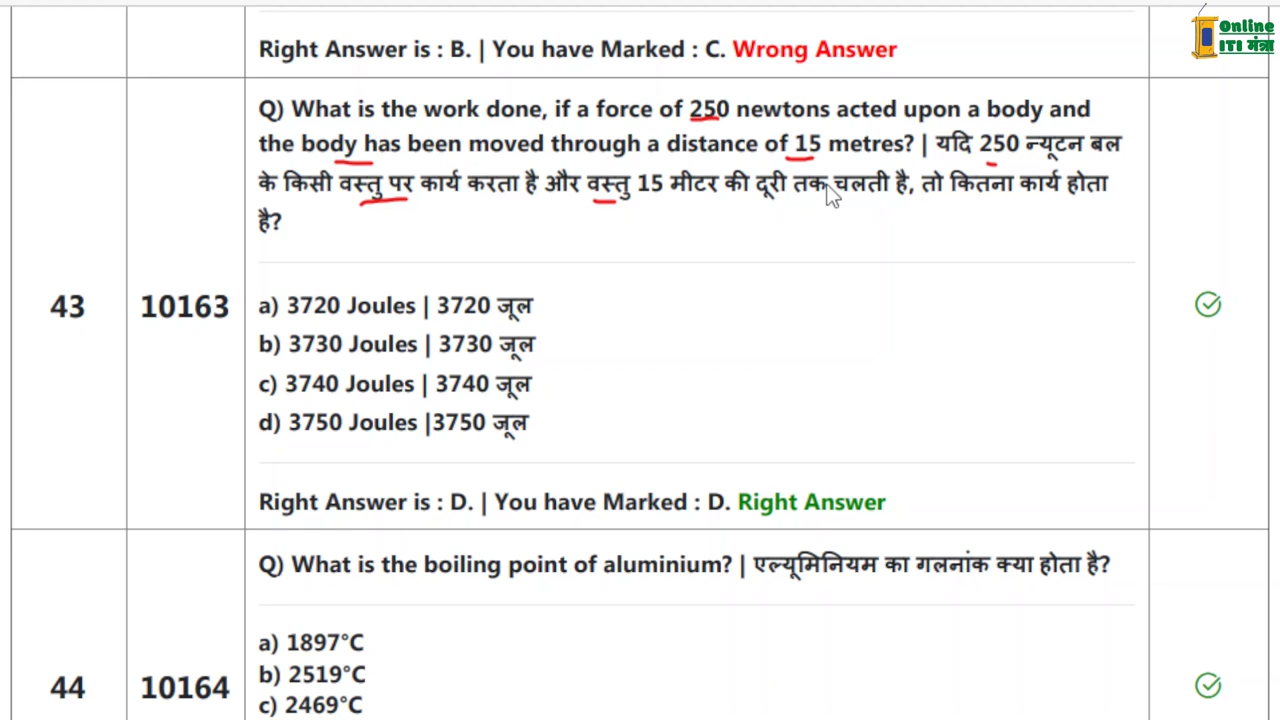 Online
ITI मंत्रा
Right Answer is : B. | You have Marked : C. Wrong Answer
43
10163
Q) What is the work done, if a force of 250 newtons acted upon a body and
the body has been moved through a distance of 15 metres? | यदि 250 न्यूटन बल
के किसी वस्तु पर कार्य करता है और वस्तु 15 मीटर की दूरी तक चलती है, तो कितना कार्य होता
है?
a) 3720 Joules | 3720 जूल
b) 3730 Joules | 3730 जूल
c) 3740 Joules | 3740 जूल
d) 3750 Joules |3750 जूल
Right Answer is : D. | You have Marked : D. Right Answer
44
10164
Q) What is the boiling point of aluminium? | एल्यूमिनियम का गलनांक क्या होता है?
a) 1897°C
b) 2519°C
c) 2469°C